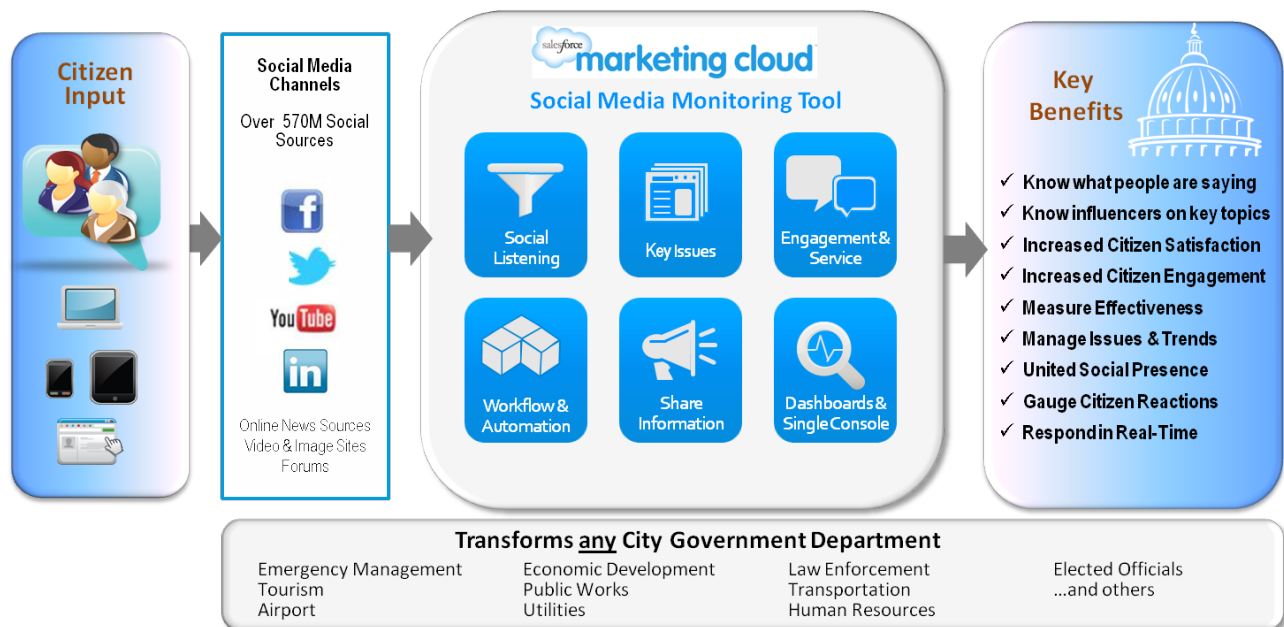 Citizen
Input
Social Media
Channels
Over 570M Social
Sources
f
You Tube
in
Online News Sources
Video & Image Sites
Forums
salesforce
marketing cloud
Social Media Monitoring Tool
Social
Listening
Key Issues
Engagement &
Service
Workflow &
Automation
Share
Information
Dashboards &
Single Console
Key
Benefits
✓ Know what people are saying
✓ Know influencers on key topics
✓ Increased Citizen Satisfaction
✓ Increased Citizen Engagement
✓ Measure Effectiveness
✓ Manage Issues & Trends
✓ United Social Presence
✓ Gauge Citizen Reactions
✓ Respond in Real-Time
Transforms any City Government Department
Emergency Management
Tourism
Airport
Economic Development
Public Works
Utilities
Law Enforcement
Transportation
Human Resources
Elected Officials
...and others